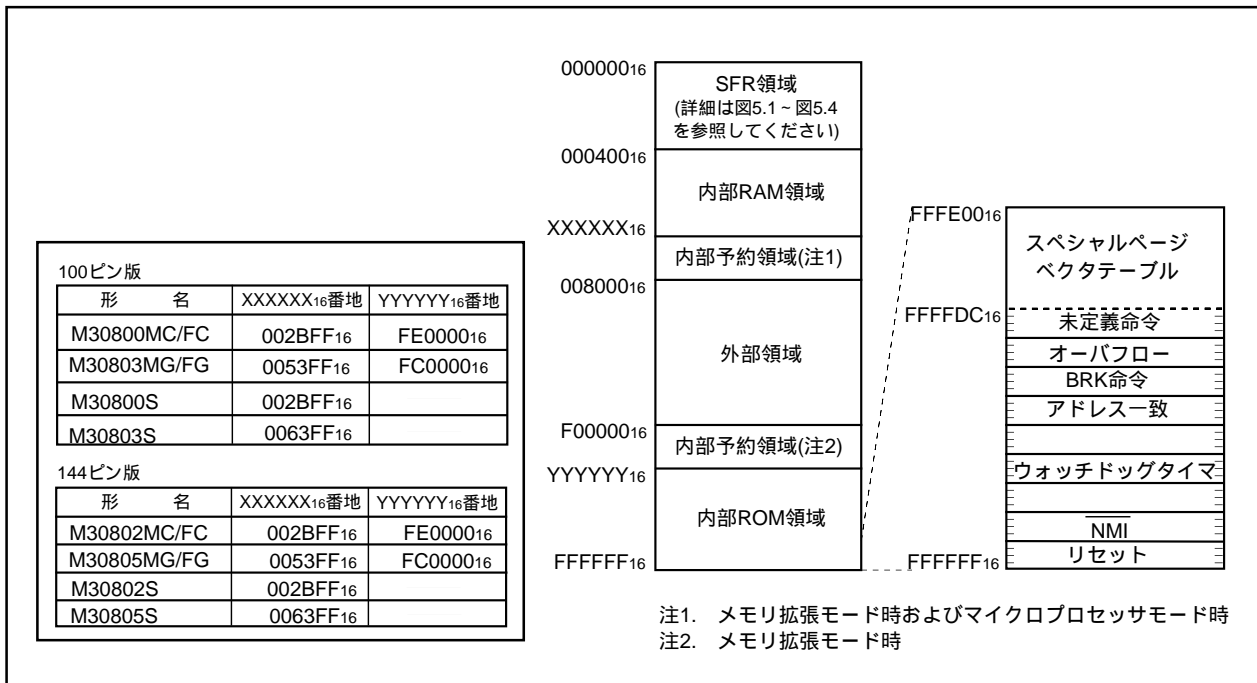 100ピン版
形　名 XXXXXX16番地 YYYYYY16番地
M30800MC/FC 002BFF16 FE000016
M30803MG/FG 0053FF16 FC000016
M30800S 002BFF16
M30803S 0063FF16
144ピン版
形　名 XXXXXX16番地 YYYYYY16番地
M30802MC/FC 002BFF16 FE000016
M30805MG/FG 0053FF16 FC000016
M30802S 002BFF16
M30805S 0063FF16
00000016
SFR領域
(詳細は図5.1 ~ 図5.4
を参照してください)
00040016
内部RAM領域
XXXXXX16
内部予約領域(注1)
00800016
外部領域
F0000016
内部予約領域(注2)
YYYYYY16
内部ROM領域
FFFFFF16
FFFE0016
スペシャルページ
ベクタテーブル
FFFFDC16
未定義命令
オーバフロー
BRK命令
アドレス一致
ウォッチドッグタイマ
NMI
リセット
FFFFFF16
注1. メモリ拡張モード時およびマイクロプロセッサモード時
注2. メモリ拡張モード時